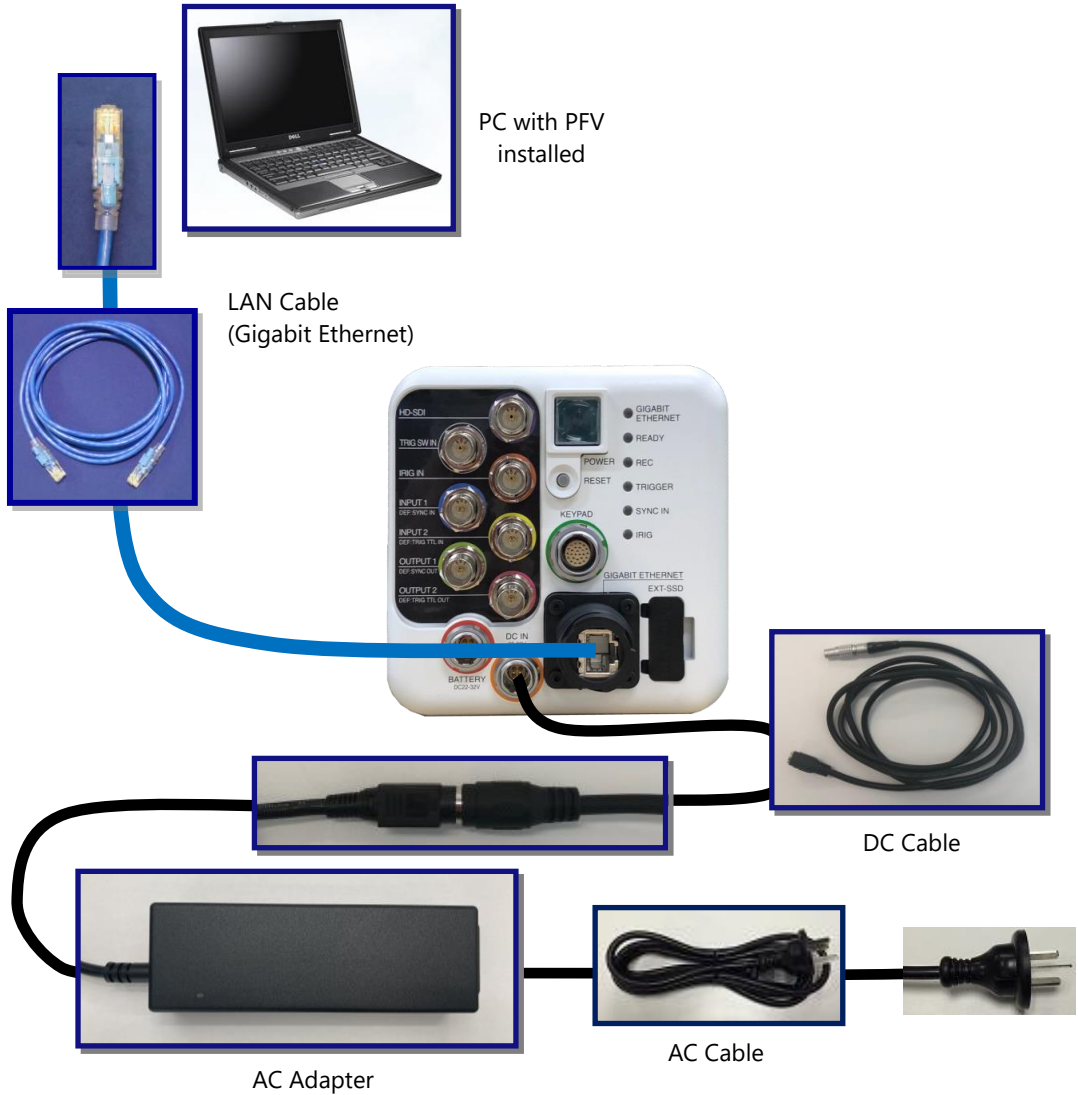 DELL
PC with PFV
installed
LAN Cable
(Gigabit Ethernet)
HD-SDI
TRIG SW IN
IRIG IN
INPUT 1
DEF:SYNC IN
INPUT 2
DEF:TRIG TTL IN
OUTPUT 1
DEF:SYNC OUT
OUTPUT 2
DEF:TRIG TTL OUT
POWER
RESET
KEYPAD
GIGABIT
ETHERNET
READY
REC
TRIGGER
SYNC IN
IRIG
GIGABIT ETHERNET
EXT-SSD
BATTERY
DC22-32V
DC IN
DC Cable
AC Adapter
AC Cable